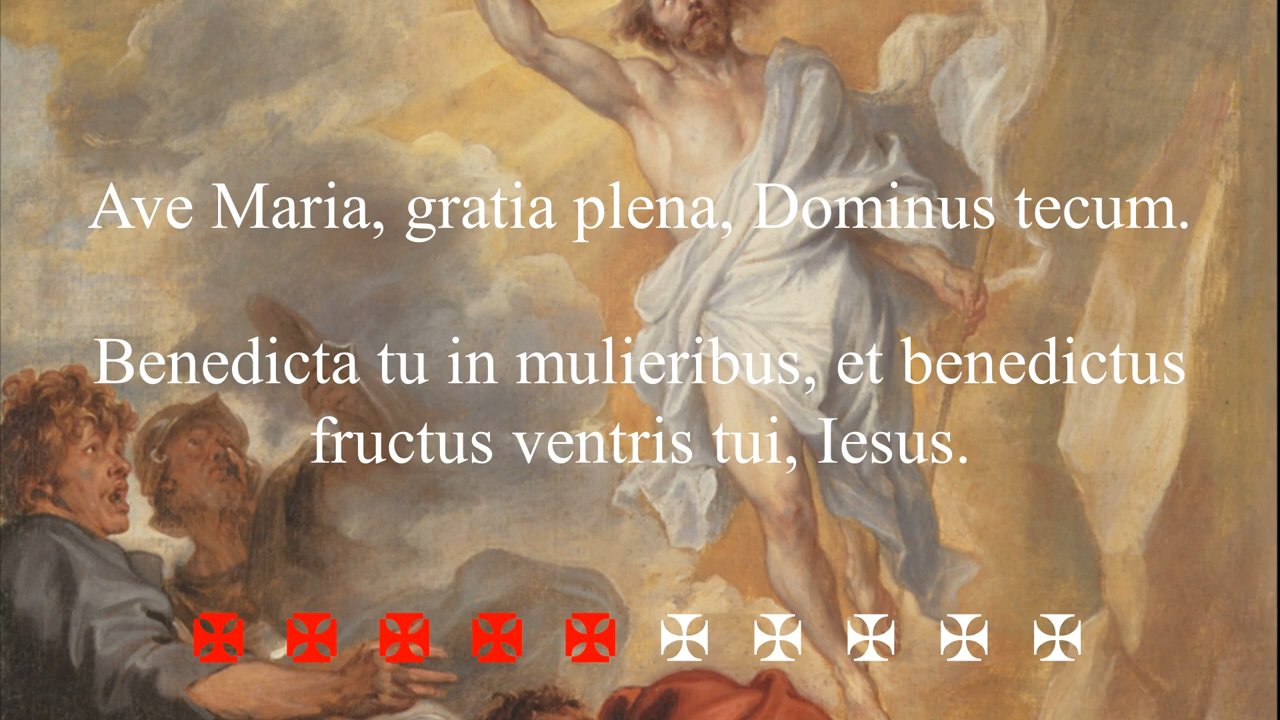 Ave Maria, gratia plena, Dominus tecum.
Benedicta tu in mulieribus, et benedictus
fructus ventris tui, Iesus.
✠ ✠ ✠ ✠ ✠ ✠ ✠ ✠ ✠ ✠